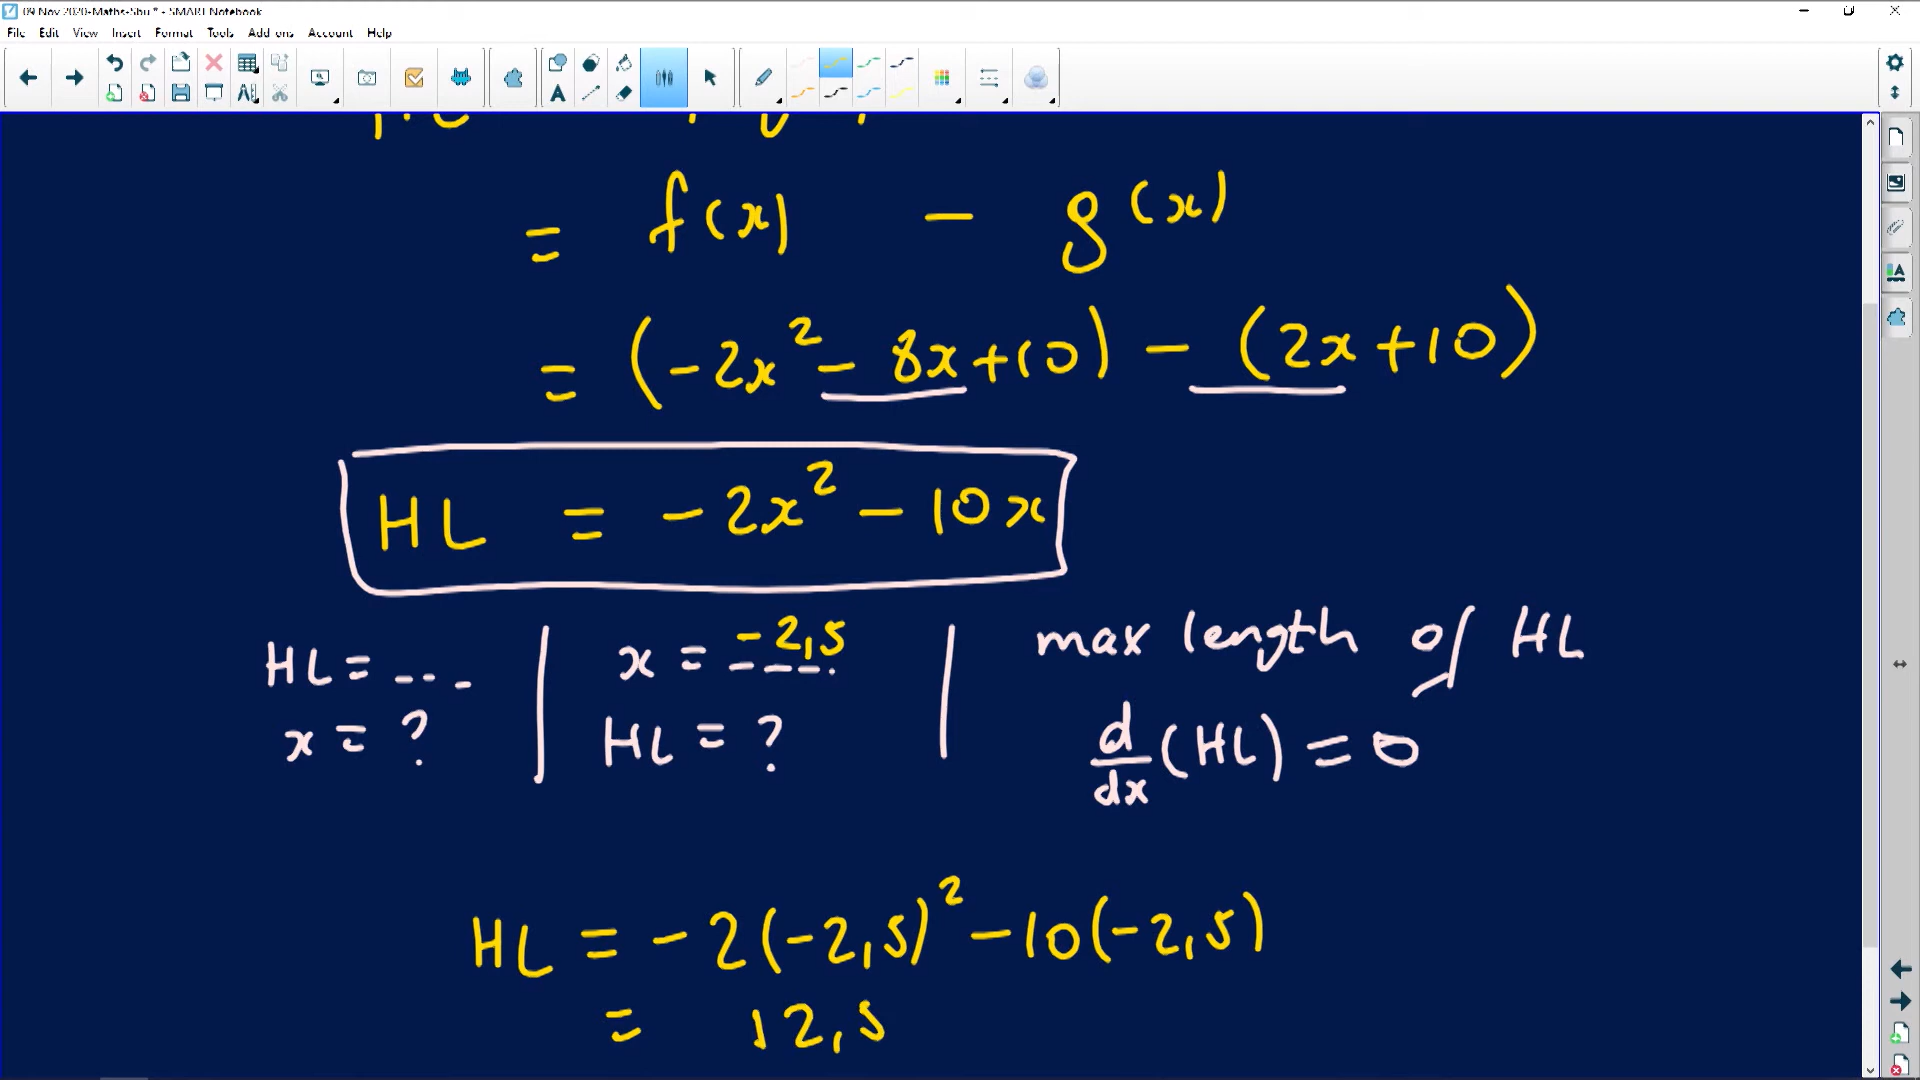 09 Nov 2020-Maths-Sbu * - SMART Notebook
File Edit View Insert Format Tools Add-ons Account Help
= f(x) - g(x)
= (-2x² - 8x+10) - (2x+10)
HL = -2x² - 10x
HL = --- | x = -2,5 | max length of HL
x = ? HL = ? d/dx (HL) = 0
HL = -2(-2,5)² - 10(-2,5)
= 12,5